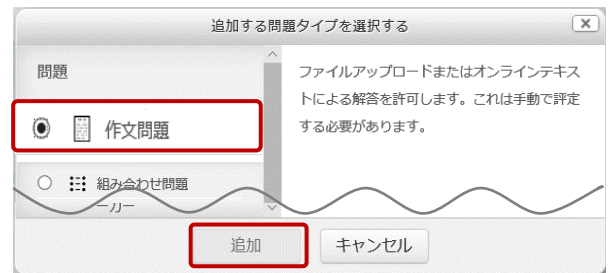 追加する問題タイプを選択する
問題
作文問題
組み合わせ問題
ーカー
ファイルアップロードまたはオンラインテキス
トによる解答を許可します。これは手動で評定
する必要があります。
追加
キャンセル